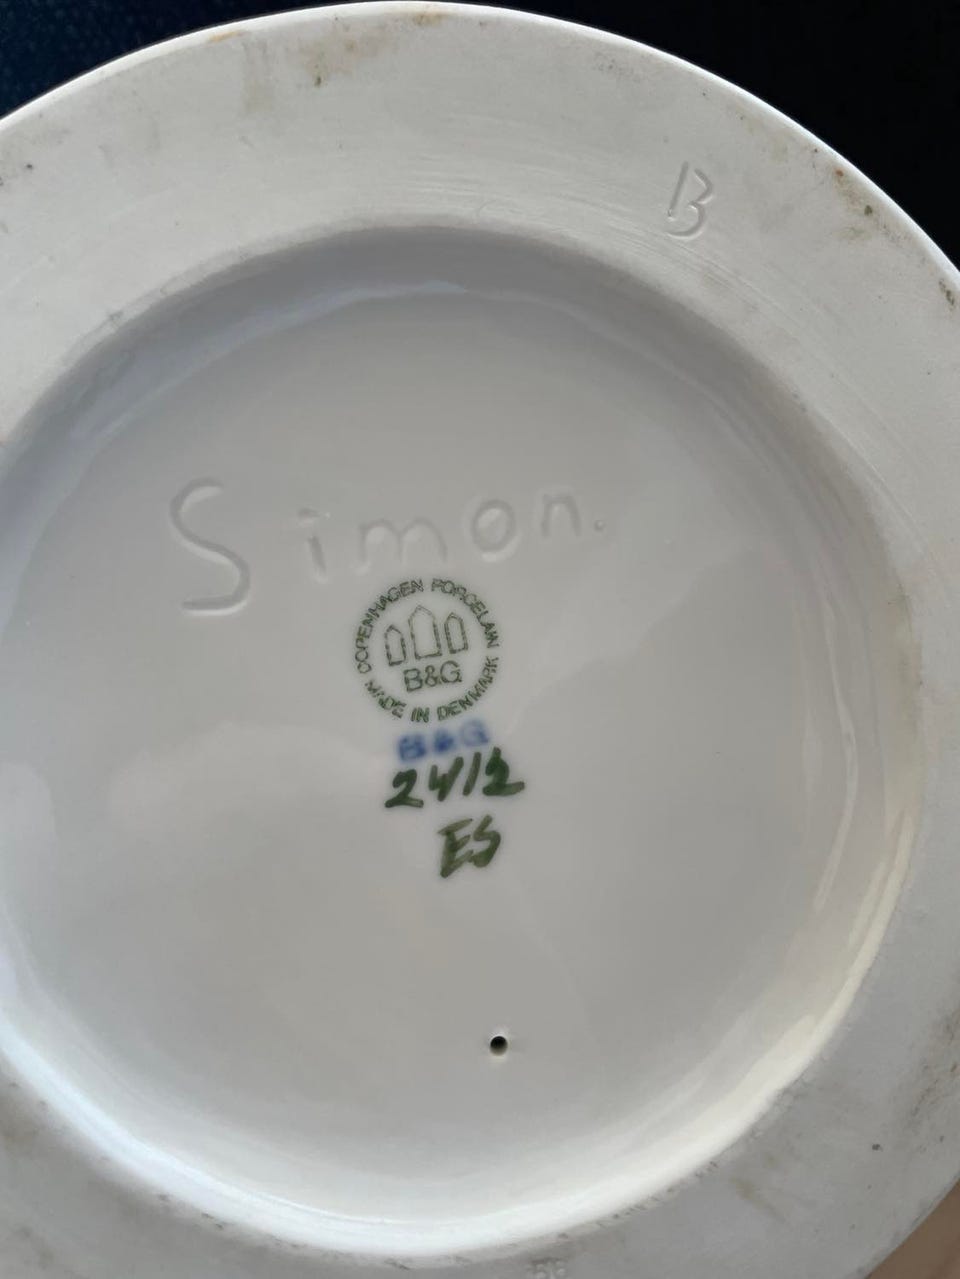 B
Simon.
COPENHAGEN PORCELAIN
B&G
MADE IN DENMARK
B&G
2412
ES